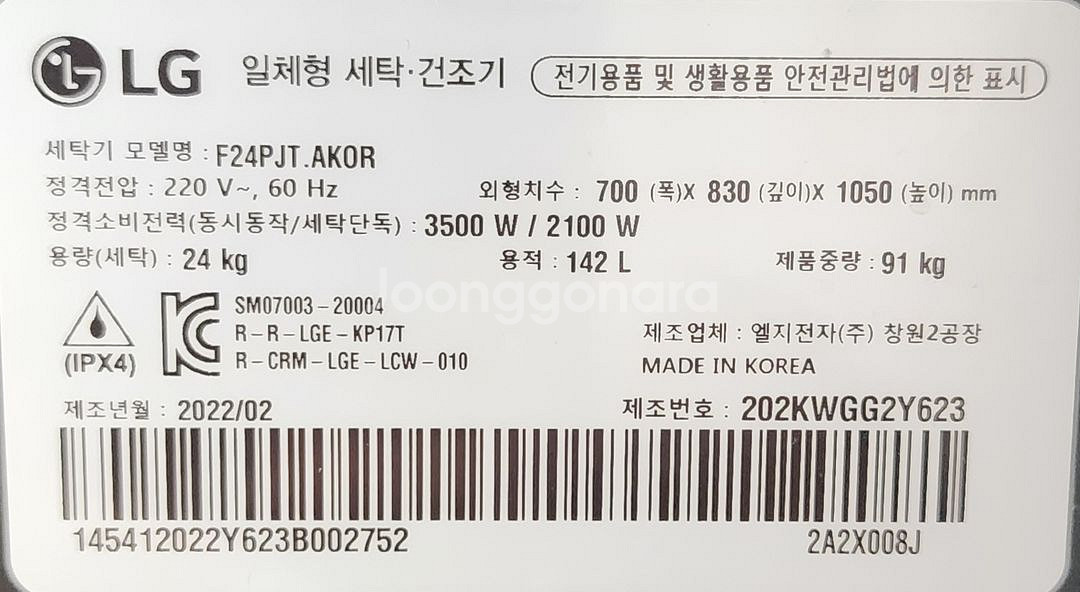 LG 일체형 세탁·건조기 전기용품 및 생활용품 안전관리법에 의한 표시
세탁기 모델명 : F24PJT.AKOR
정격전압 : 220 V~, 60 Hz 외형치수 : 700 (폭)X 830 (깊이)X 1050 (높이) mm
정격소비전력(동시동작/세탁단독) : 3500 W / 2100 W
용량(세탁) : 24 kg 용적 : 142 L 제품중량 : 91 kg
loonggonara
SM07003-20004
R-R-LGE-KP17T 제조업체 : 엘지전자(주) 창원2공장
(IPX4) R-CRM-LGE-LCW-010 MADE IN KOREA
제조년월 : 2022/02 제조번호 : 202KWGG2Y623
145412022Y623B002752 2A2X008J